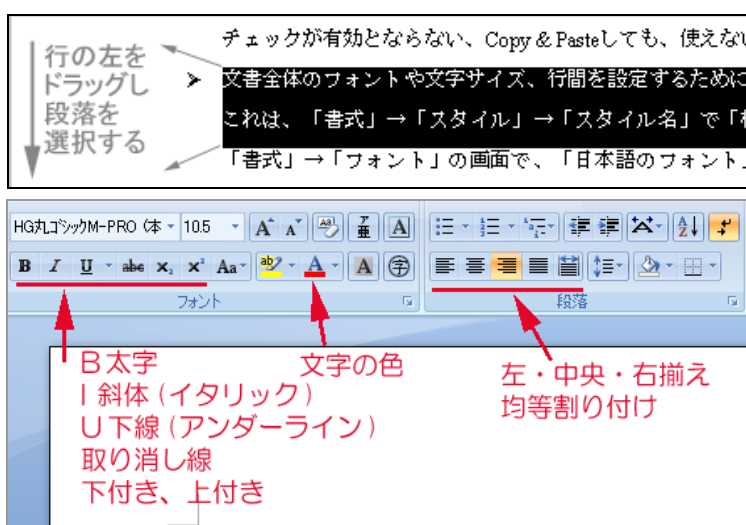 行の左を
ドラッグし
段落を
選択する
チェックが有効とならない、Copy & Pasteしても、使えない
➤ 文書全体のフォントや文字サイズ、行間を設定するために
これは、「書式」→「スタイル」→「スタイル名」で「
「書式」→「フォント」の画面で、「日本語のフォント」
HG丸ゴシックM-PRO (本 10.5
B I U abc x₂ x² Aa ab A A 字
フォント 段落
B太字
I 斜体(イタリック)
U下線(アンダーライン)
取り消し線
下付き、上付き
文字の色
左・中央・右揃え
均等割り付け